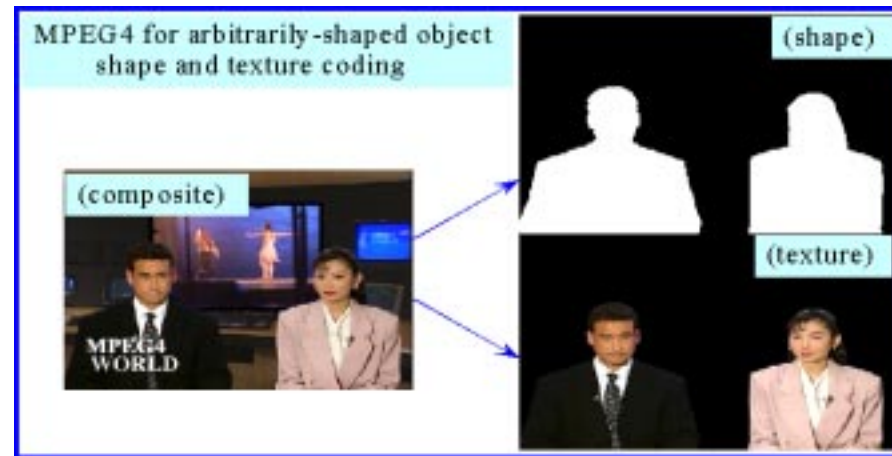 MPEG4 for arbitrarily-shaped object
shape and texture coding
(shape)
(composite)
(texture)
MPEG4
WORLD